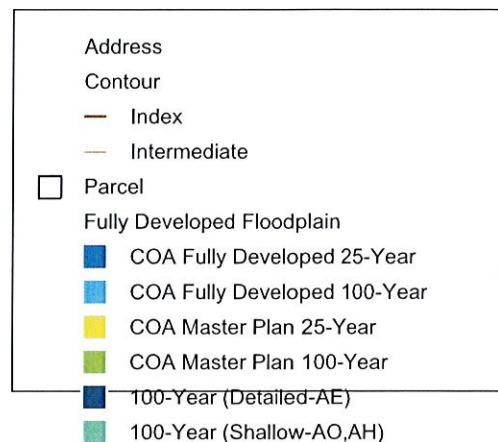 Address
Contour
Index
Intermediate
Parcel
Fully Developed Floodplain
COA Fully Developed 25-Year
COA Fully Developed 100-Year
COA Master Plan 25-Year
COA Master Plan 100-Year
100-Year (Detailed-AE)
100-Year (Shallow-AO,AH)